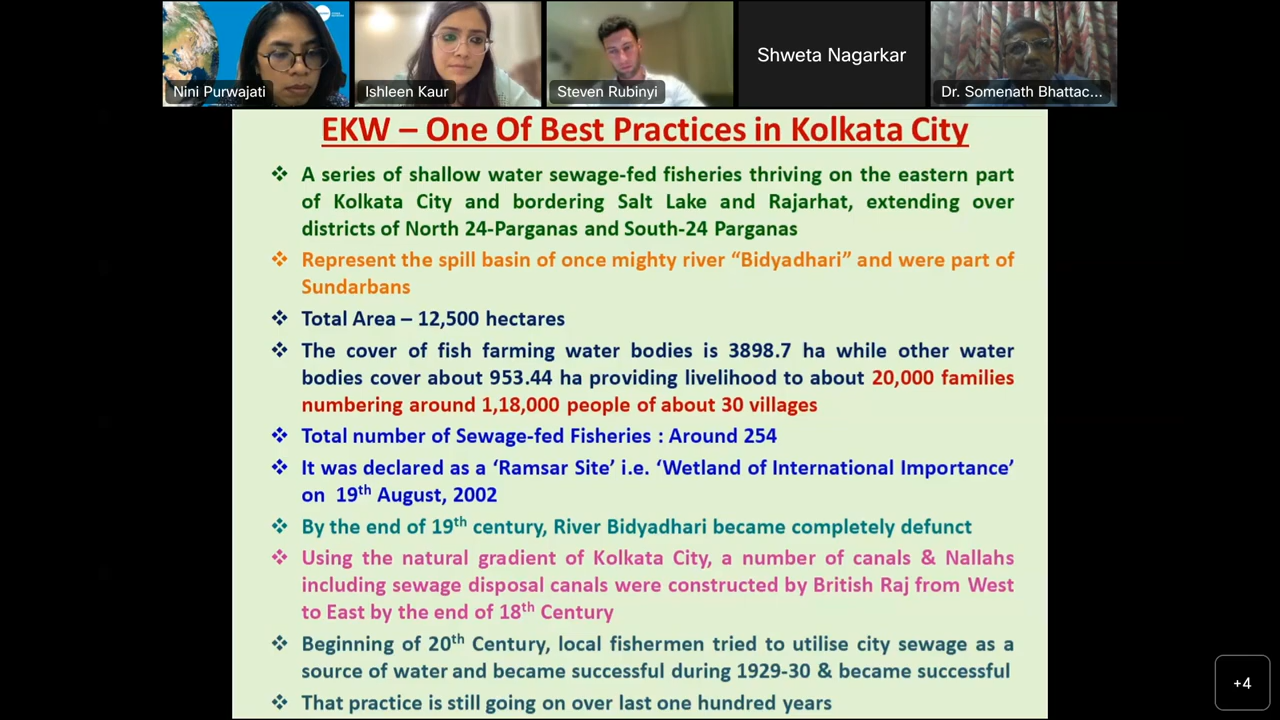 Nini Purwajati
Ishleen Kaur
Steven Rubinyi
Shweta Nagarkar
Dr. Somenath Bhattac...
EKW – One Of Best Practices in Kolkata City
❖ A series of shallow water sewage-fed fisheries thriving on the eastern part
of Kolkata City and bordering Salt Lake and Rajarhat, extending over
districts of North 24-Parganas and South-24 Parganas
❖ Represent the spill basin of once mighty river “Bidyadhari” and were part of
Sundarbans
❖ Total Area – 12,500 hectares
❖ The cover of fish farming water bodies is 3898.7 ha while other water
bodies cover about 953.44 ha providing livelihood to about 20,000 families
numbering around 1,18,000 people of about 30 villages
❖ Total number of Sewage-fed Fisheries : Around 254
❖ It was declared as a ‘Ramsar Site’ i.e. ‘Wetland of International Importance’
on 19th August, 2002
❖ By the end of 19th century, River Bidyadhari became completely defunct
❖ Using the natural gradient of Kolkata City, a number of canals & Nallahs
including sewage disposal canals were constructed by British Raj from West
to East by the end of 18th Century
❖ Beginning of 20th Century, local fishermen tried to utilise city sewage as a
source of water and became successful during 1929-30 & became successful
❖ That practice is still going on over last one hundred years
+4